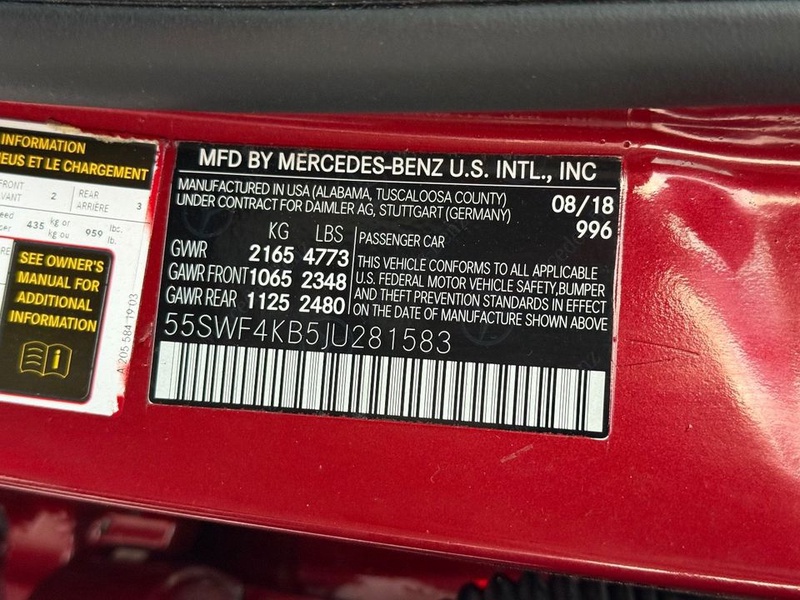 INFORMATION
NEUS ET LE CHARGEMENT
FRONT
AVANT 2
REAR
ARRIÈRE 3
435 kg or
kg ou 959 lbs.
lb.
SEE OWNER'S
MANUAL FOR
ADDITIONAL
INFORMATION
A 205 584 19 03
MFD BY MERCEDES-BENZ U.S. INTL., INC
MANUFACTURED IN USA (ALABAMA, TUSCALOOSA COUNTY)
UNDER CONTRACT FOR DAIMLER AG, STUTTGART (GERMANY)
08/18
996
KG LBS
GVWR 2165 4773
GAWR FRONT 1065 2348
GAWR REAR 1125 2480
PASSENGER CAR
THIS VEHICLE CONFORMS TO ALL APPLICABLE
U.S. FEDERAL MOTOR VEHICLE SAFETY,BUMPER
AND THEFT PREVENTION STANDARDS IN EFFECT
ON THE DATE OF MANUFACTURE SHOWN ABOVE
55SWF4KB5JU281583